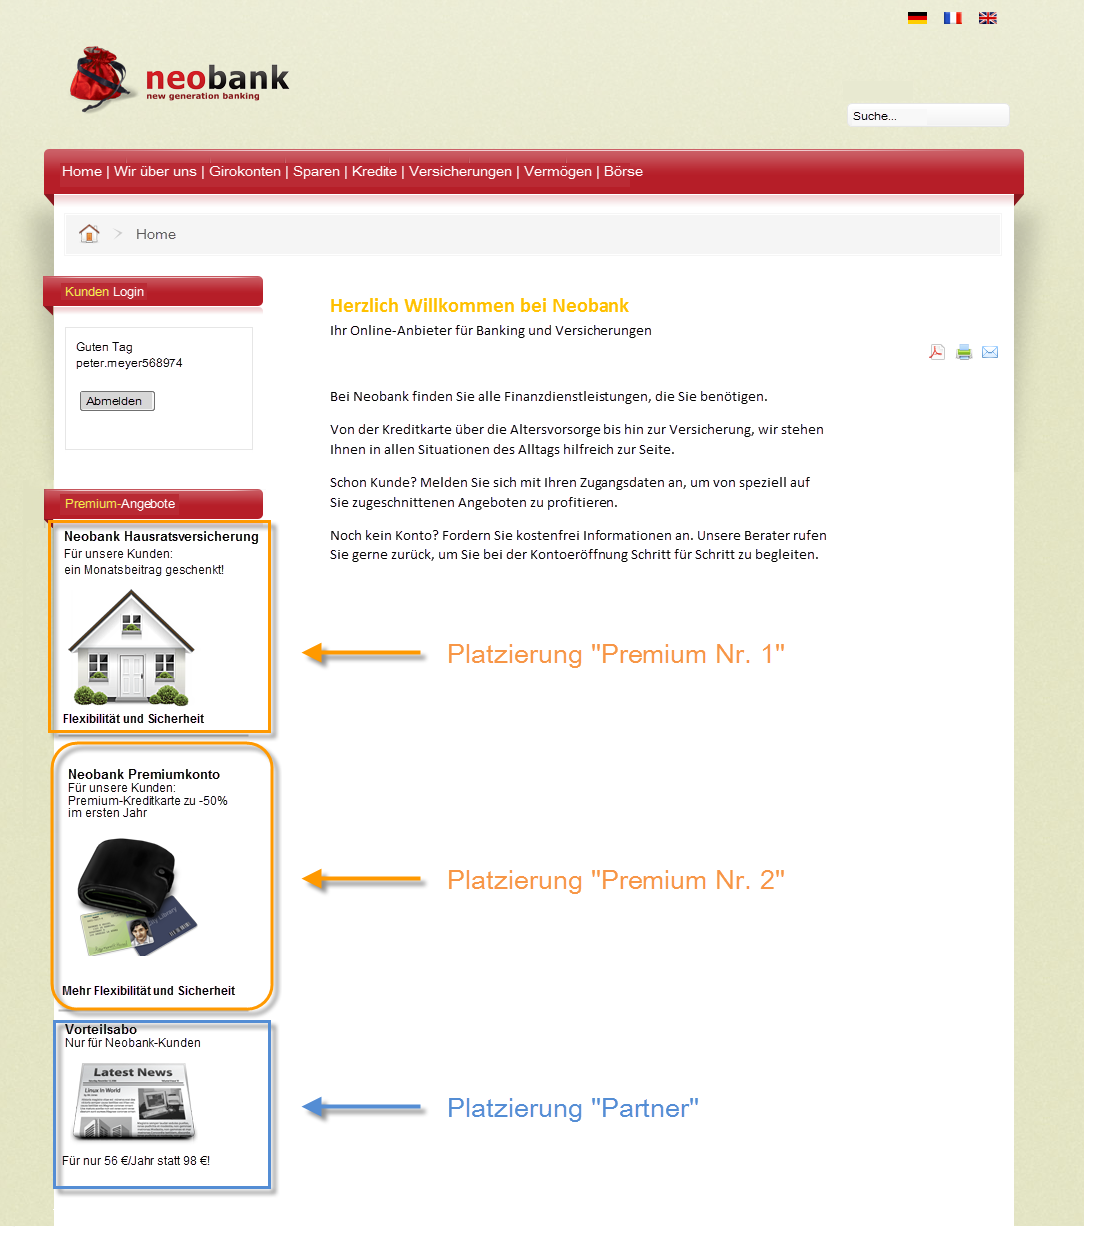 neobank
new generation banking
Suche...
Home | Wir über uns | Girokonten | Sparen | Kredite | Versicherungen | Vermögen | Börse
Home
Kunden Login
Guten Tag
peter.meyer568974
Abmelden
Herzlich Willkommen bei Neobank
Ihr Online-Anbieter für Banking und Versicherungen
Bei Neobank finden Sie alle Finanzdienstleistungen, die Sie benötigen.
Von der Kreditkarte über die Altersvorsorge bis hin zur Versicherung, wir stehen
Ihnen in allen Situationen des Alltags hilfreich zur Seite.
Schon Kunde? Melden Sie sich mit Ihren Zugangsdaten an, um von speziell auf
Sie zugeschnittenen Angeboten zu profitieren.
Noch kein Konto? Fordern Sie kostenfrei Informationen an. Unsere Berater rufen
Sie gerne zurück, um Sie bei der Kontoeröffnung Schritt für Schritt zu begleiten.
Premium-Angebote
Neobank Hausratsversicherung
Für unsere Kunden:
ein Monatsbeitrag geschenkt!
Flexibilität und Sicherheit
Platzierung "Premium Nr. 1"
Neobank Premiumkonto
Für unsere Kunden:
Premium-Kreditkarte zu -50%
im ersten Jahr
Library
Mehr Flexibilität und Sicherheit
Platzierung "Premium Nr. 2"
Vorteilsabo
Nur für Neobank-Kunden
Latest News
Linux In World
Für nur 56 €/Jahr statt 98 €!
Platzierung "Partner"